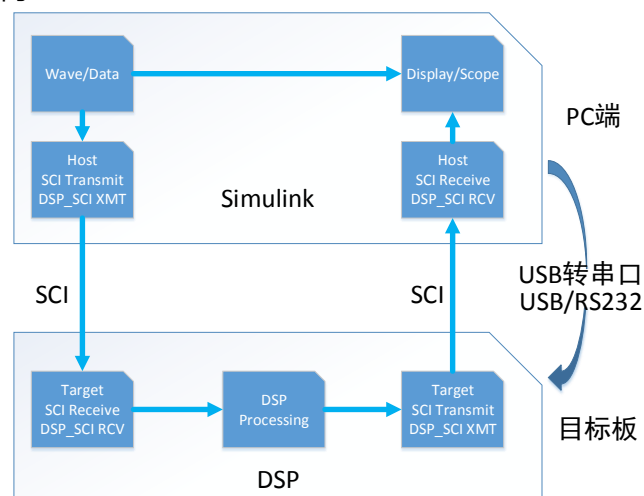 Wave/Data
Display/Scope
PC端
Host
SCI Transmit
DSP_SCI XMT
Host
SCI Receive
DSP_SCI RCV
Simulink
SCI
SCI
USB转串口
USB/RS232
Target
SCI Receive
DSP_SCI RCV
DSP
Processing
Target
SCI Transmit
DSP_SCI XMT
目标板
DSP